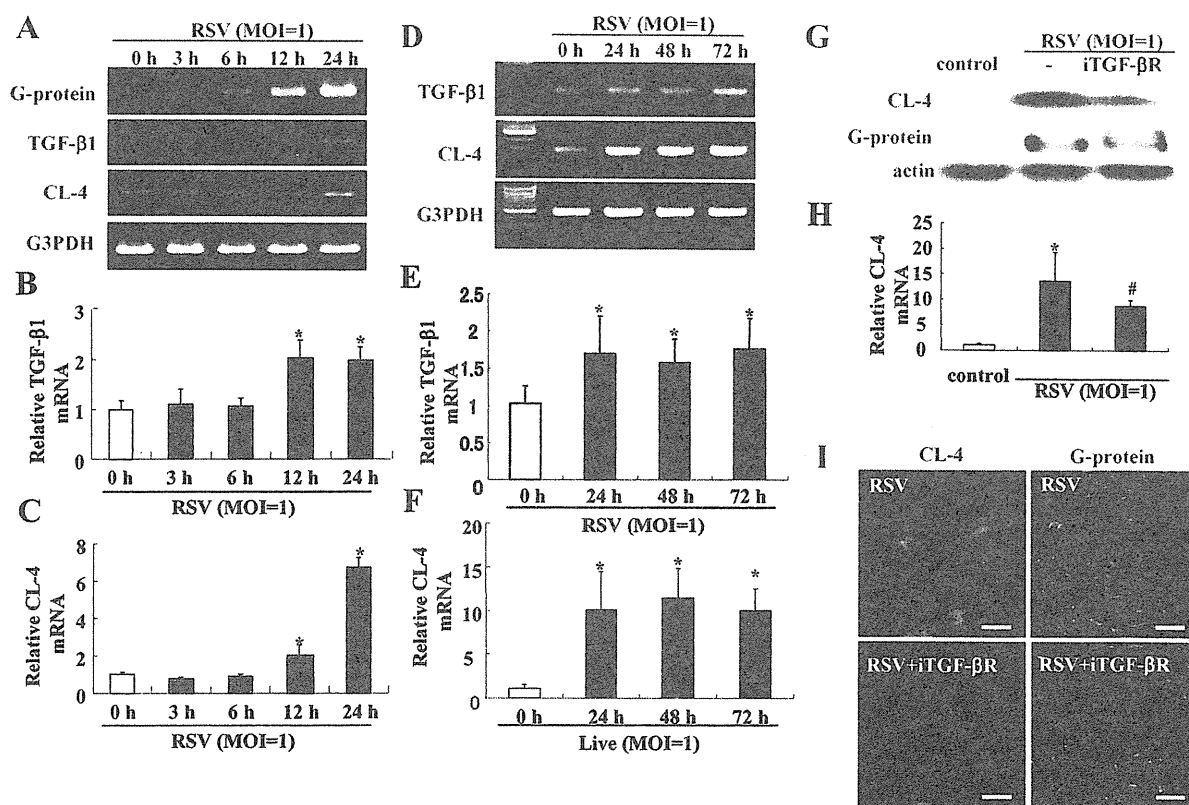 A
RSV (MOI=1)
0 h 3 h 6 h 12 h 24 h
G-protein
TGF-β1
CL-4
G3PDH
B
Relative TGF-β1
mRNA
3
2
1
0
* *
0 h 3 h 6 h 12 h 24 h
RSV (MOI=1)
C
Relative CL-4
mRNA
8
6
4
2
0
* *
0 h 3 h 6 h 12 h 24 h
RSV (MOI=1)
D
RSV (MOI=1)
0 h 24 h 48 h 72 h
TGF-β1
CL-4
G3PDH
E
Relative TGF-β1
mRNA
2.5
2
1.5
1
0.5
0
* * *
0 h 24 h 48 h 72 h
RSV (MOI=1)
F
Relative CL-4
mRNA
20
15
10
5
0
* * *
0 h 24 h 48 h 72 h
Live (MOI=1)
G
RSV (MOI=1)
control - iTGF-βR
CL-4
G-protein
actin
H
Relative CL-4
mRNA
25
20
15
10
5
0
* #
control
RSV (MOI=1)
I
CL-4 G-protein
RSV RSV
RSV+iTGF-βR RSV+iTGF-βR